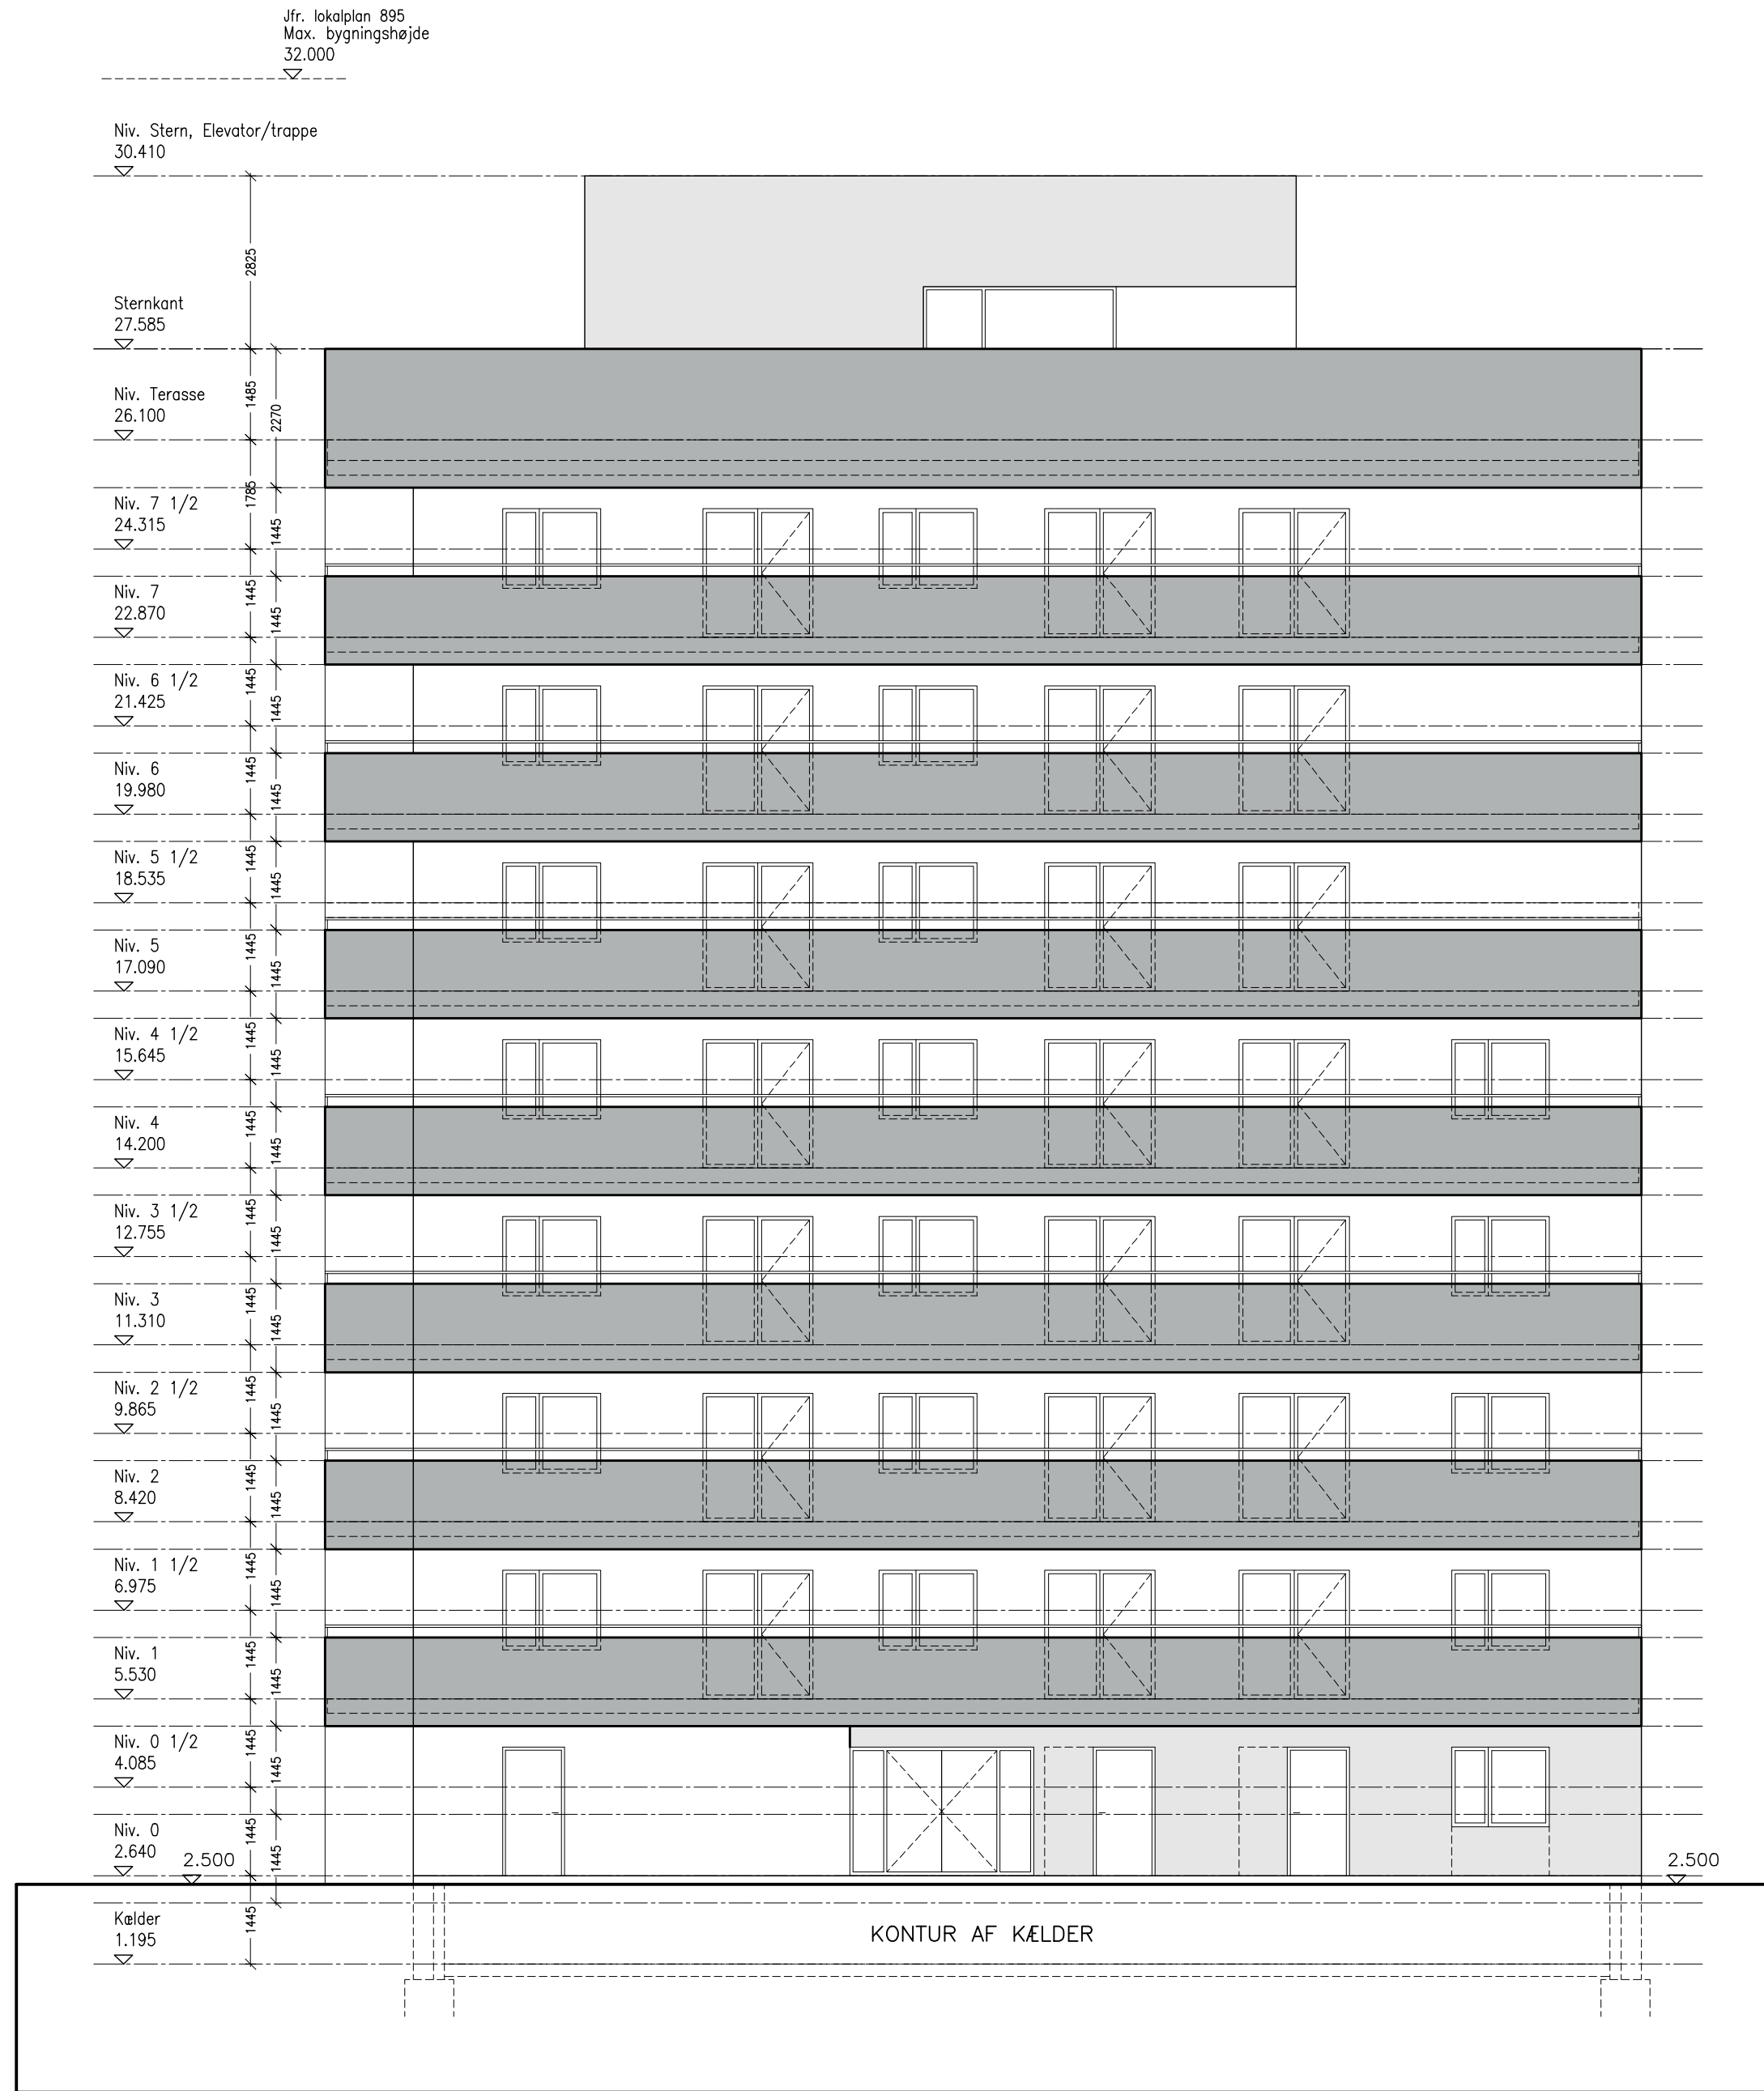 Jfr. lokalplan 895
Max. bygningshøjde
32.000
Niv. Stern, Elevator/trappe
30.410
2825
Sternkant
27.585
1485
2270
Niv. Terasse
26.100
1785
Niv. 7 1/2
24.315
1445
1445
Niv. 7
22.870
1445
1445
Niv. 6 1/2
21.425
1445
1445
Niv. 6
19.980
1445
1445
Niv. 5 1/2
18.535
1445
1445
Niv. 5
17.090
1445
1445
Niv. 4 1/2
15.645
1445
1445
Niv. 4
14.200
1445
1445
Niv. 3 1/2
12.755
1445
1445
Niv. 3
11.310
1445
1445
Niv. 2 1/2
9.865
1445
1445
Niv. 2
8.420
1445
1445
Niv. 1 1/2
6.975
1445
1445
Niv. 1
5.530
1445
1445
Niv. 0 1/2
4.085
1445
1445
Niv. 0
2.640
1445
1445
2.500
2.500
Kælder
1.195
1445
KONTUR AF KÆLDER